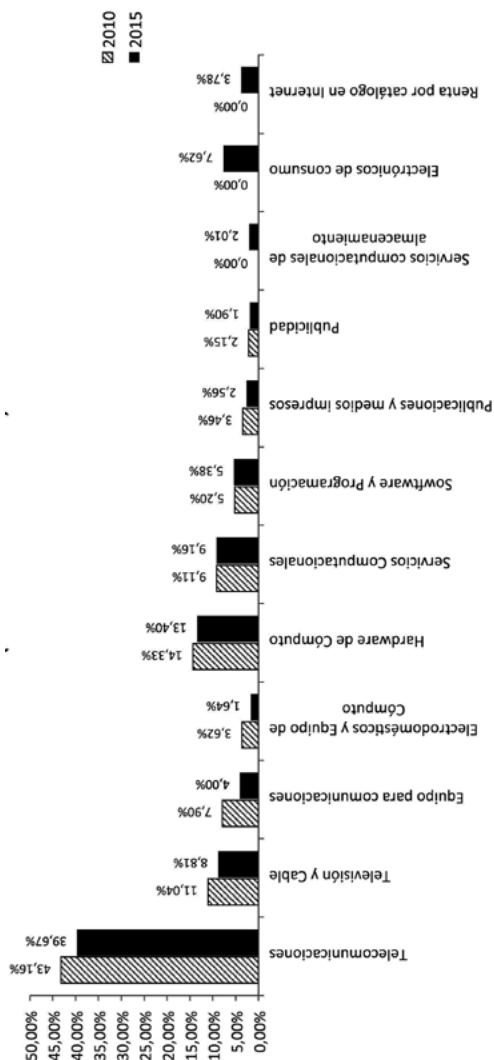 2010
2015
50,00%
45,00%
40,00%
35,00%
30,00%
25,00%
20,00%
15,00%
10,00%
5,00%
0,00%
43,16%
39,67%
Telecomunicaciones
11,04%
8,81%
Televisión y Cable
7,90%
4,00%
Equipo para comunicaciones
3,62%
1,64%
Electrodomésticos y Equipo de
Cómputo
14,33%
13,40%
Hardware de Cómputo
9,11%
9,16%
Servicios Computacionales
5,20%
5,38%
Sowftware y Programación
3,46%
2,56%
Publicaciones y medios impresos
2,15%
1,90%
Publicidad
0,00%
2,01%
Servicios computacionales de
almacenamiento
0,00%
7,62%
Electrónicos de consumo
0,00%
3,78%
Renta por catálogo en Internet